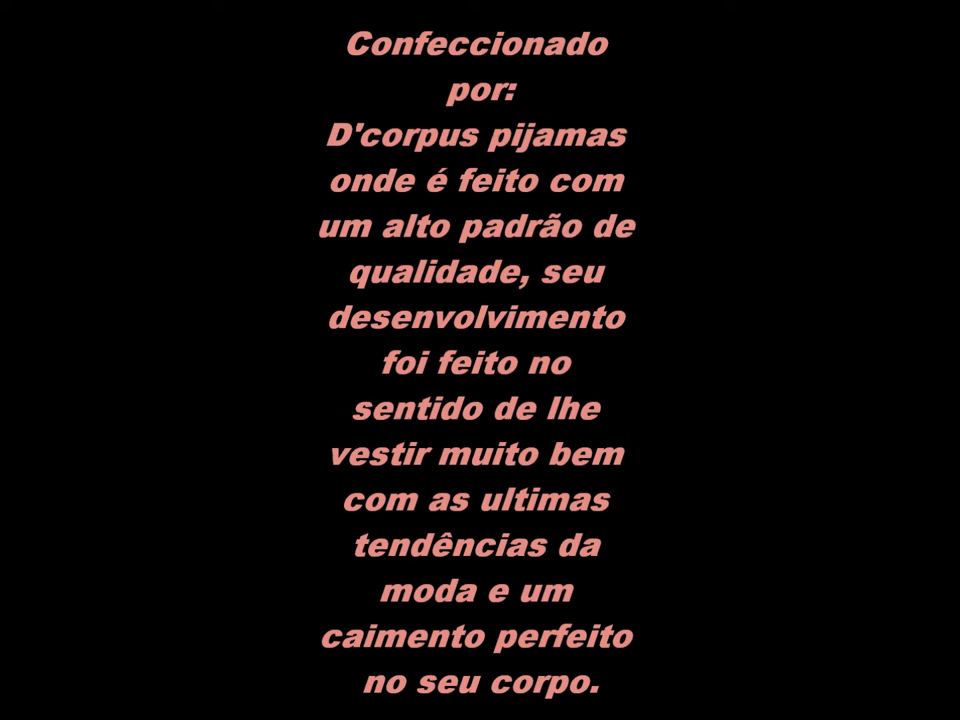 Confeccionado
por:
D'corpus pijamas
onde é feito com
um alto padrão de
qualidade, seu
desenvolvimento
foi feito no
sentido de lhe
vestir muito bem
com as ultimas
tendências da
moda e um
caimento perfeito
no seu corpo.